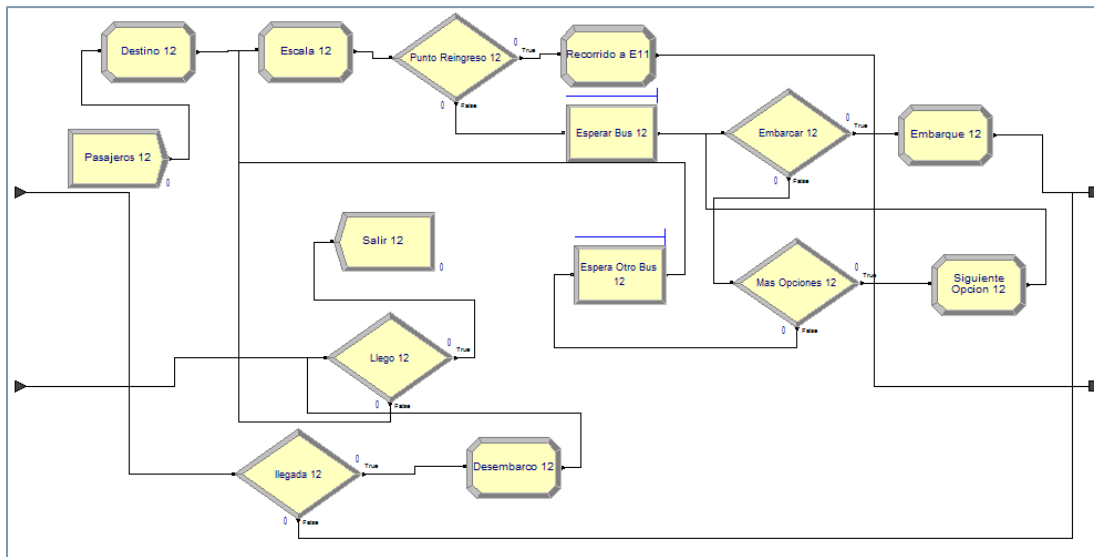 Destino 12
Escala 12
Punto Reingreso 12
0
True
0
False
Recorrido a E11
Pasajeros 12
0
Esperar Bus 12
Embarcar 12
0
True
0
False
Embarque 12
Salir 12
0
Espera Otro Bus
12
Mas Opciones 12
0
True
0
False
Siguiente
Opcion 12
Llego 12
0
True
0
False
llegada 12
0
True
0
False
Desembarco 12